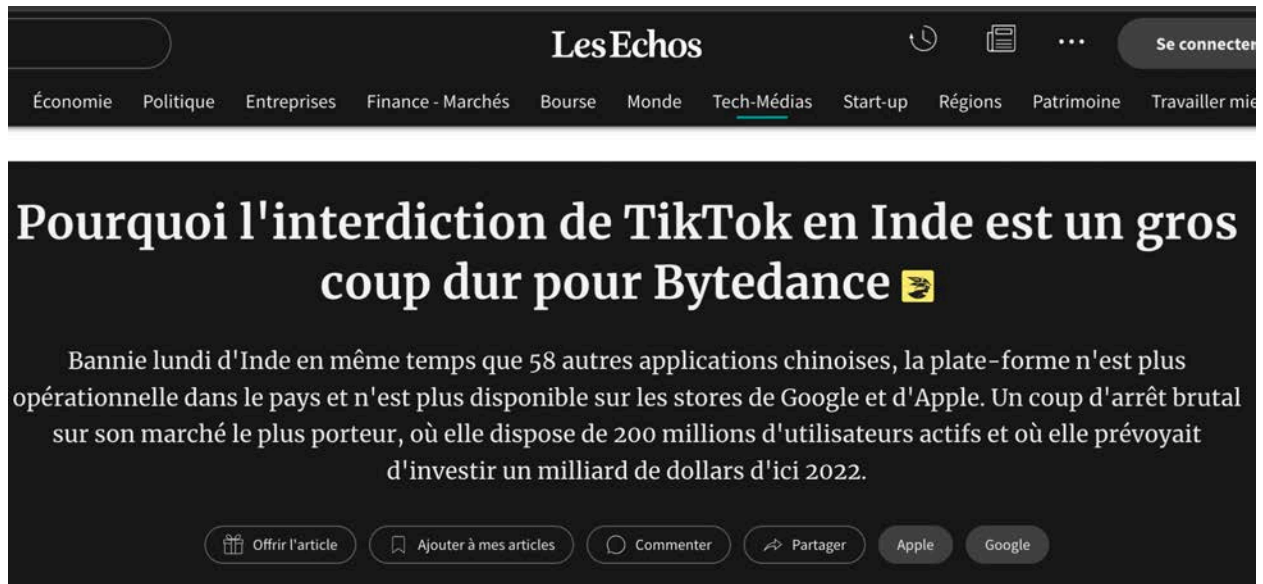 Les Echos
Se connecter
Économie Politique Entreprises Finance - Marchés Bourse Monde Tech-Médias Start-up Régions Patrimoine Travailler mie
Pourquoi l'interdiction de TikTok en Inde est un gros
coup dur pour Bytedance
Bannie lundi d'Inde en même temps que 58 autres applications chinoises, la plate-forme n'est plus
opérationnelle dans le pays et n'est plus disponible sur les stores de Google et d'Apple. Un coup d'arrêt brutal
sur son marché le plus porteur, où elle dispose de 200 millions d'utilisateurs actifs et où elle prévoyait
d'investir un milliard de dollars d'ici 2022.
Offrir l'article Ajouter à mes articles Commenter Partager Apple Google